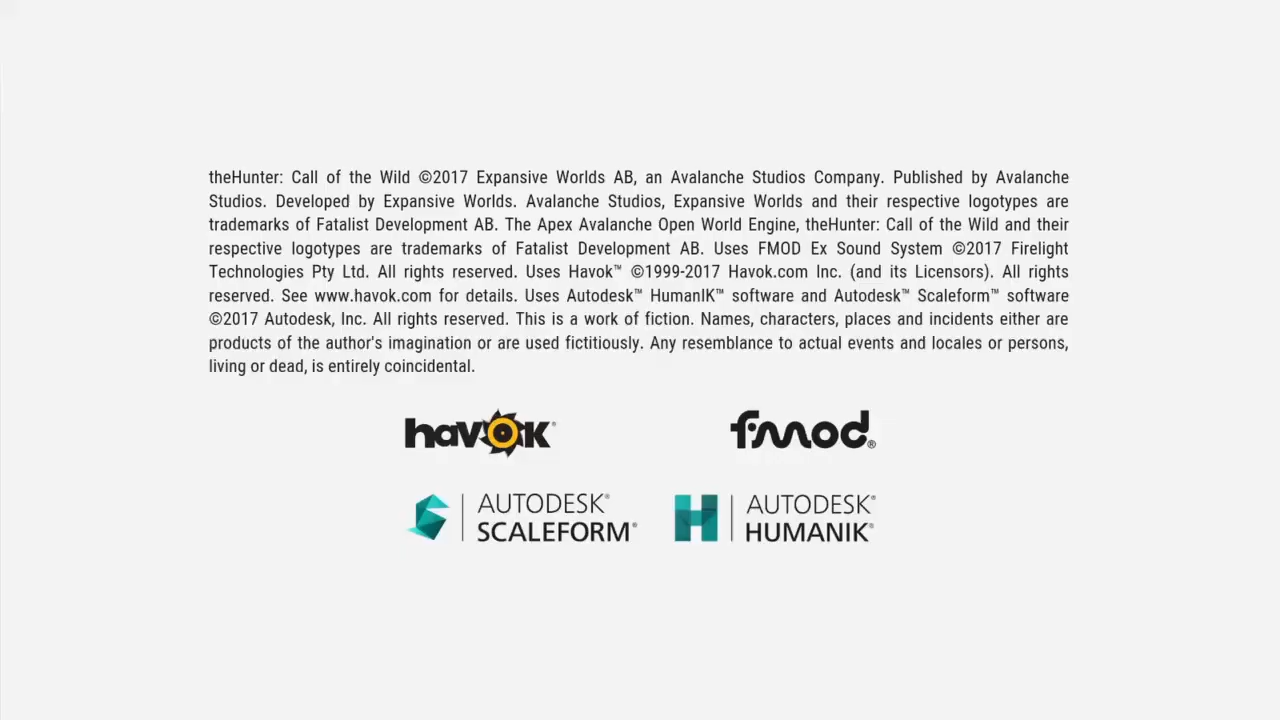 theHunter: Call of the Wild ©2017 Expansive Worlds AB, an Avalanche Studios Company. Published by Avalanche
Studios. Developed by Expansive Worlds. Avalanche Studios, Expansive Worlds and their respective logotypes are
trademarks of Fatalist Development AB. The Apex Avalanche Open World Engine, theHunter: Call of the Wild and their
respective logotypes are trademarks of Fatalist Development AB. Uses FMOD Ex Sound System ©2017 Firelight
Technologies Pty Ltd. All rights reserved. Uses Havok™ ©1999-2017 Havok.com Inc. (and its Licensors). All rights
reserved. See www.havok.com for details. Uses Autodesk™ HumanIK™ software and Autodesk™ Scaleform™ software
©2017 Autodesk, Inc. All rights reserved. This is a work of fiction. Names, characters, places and incidents either are
products of the author's imagination or are used fictitiously. Any resemblance to actual events and locales or persons,
living or dead, is entirely coincidental.
havok®
fmod®
AUTODESK®
SCALEFORM®
AUTODESK®
HUMANIK®